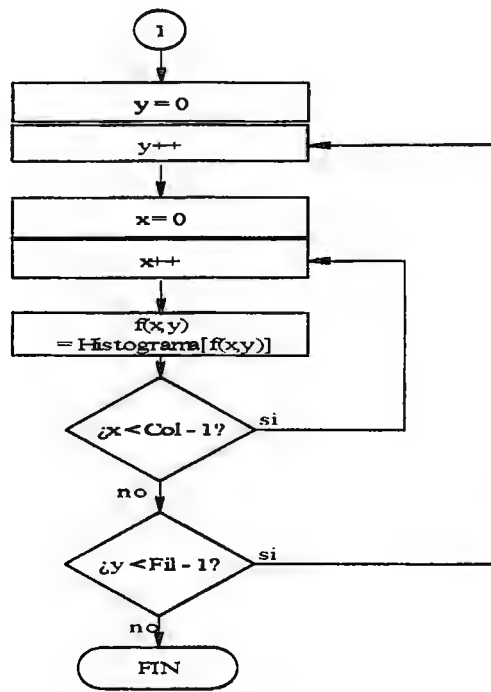 1
y = 0
y++
x = 0
x++
f(x,y)
= Histograma[f(x,y)]
¿x < Col - 1?
si
no
¿y < Fil - 1?
si
no
FIN